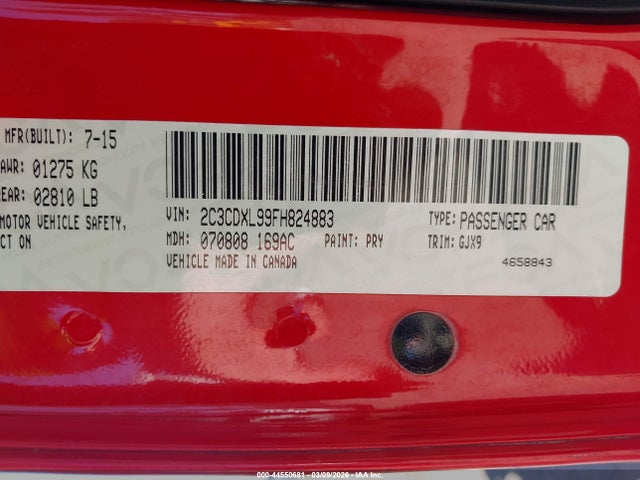 MFR(BUILT): 7-15
AWR: 01275 KG
REAR: 02810 LB
MOTOR VEHICLE SAFETY,
CT ON
VIN: 2C3CDXL99FH824883
TYPE: PASSENGER CAR
MDH: 070808 169AC
PAINT: PRY
TRIM: GJX9
VEHICLE MADE IN CANADA
4658843
000-44550681 - 03/09/2026 - IAA Inc.